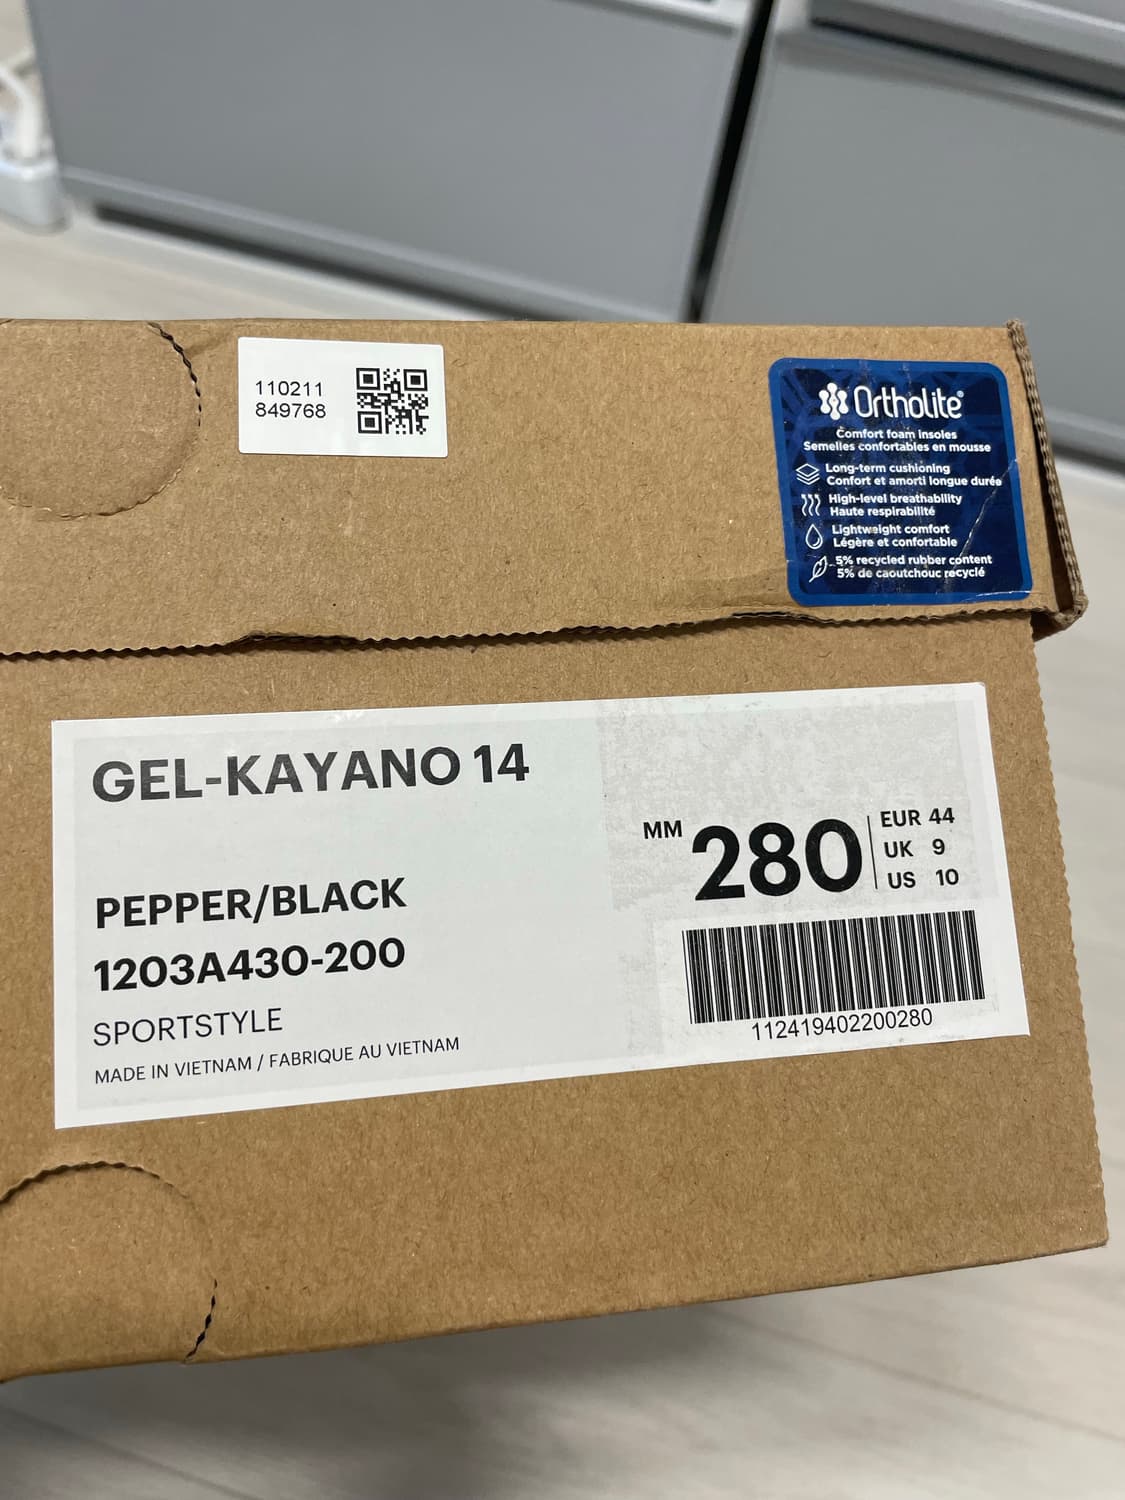 110211
849768
Ortholite®
Comfort foam insoles
Semelles confortables en mousse
Long-term cushioning
Confort et amorti longue durée
High-level breathability
Haute respirabilité
Lightweight comfort
Légère et confortable
5% recycled rubber content
5% de caoutchouc recyclé
GEL-KAYANO 14
MM 280
EUR 44
UK 9
US 10
PEPPER/BLACK
1203A430-200
SPORTSTYLE
MADE IN VIETNAM / FABRIQUE AU VIETNAM
112419402200280